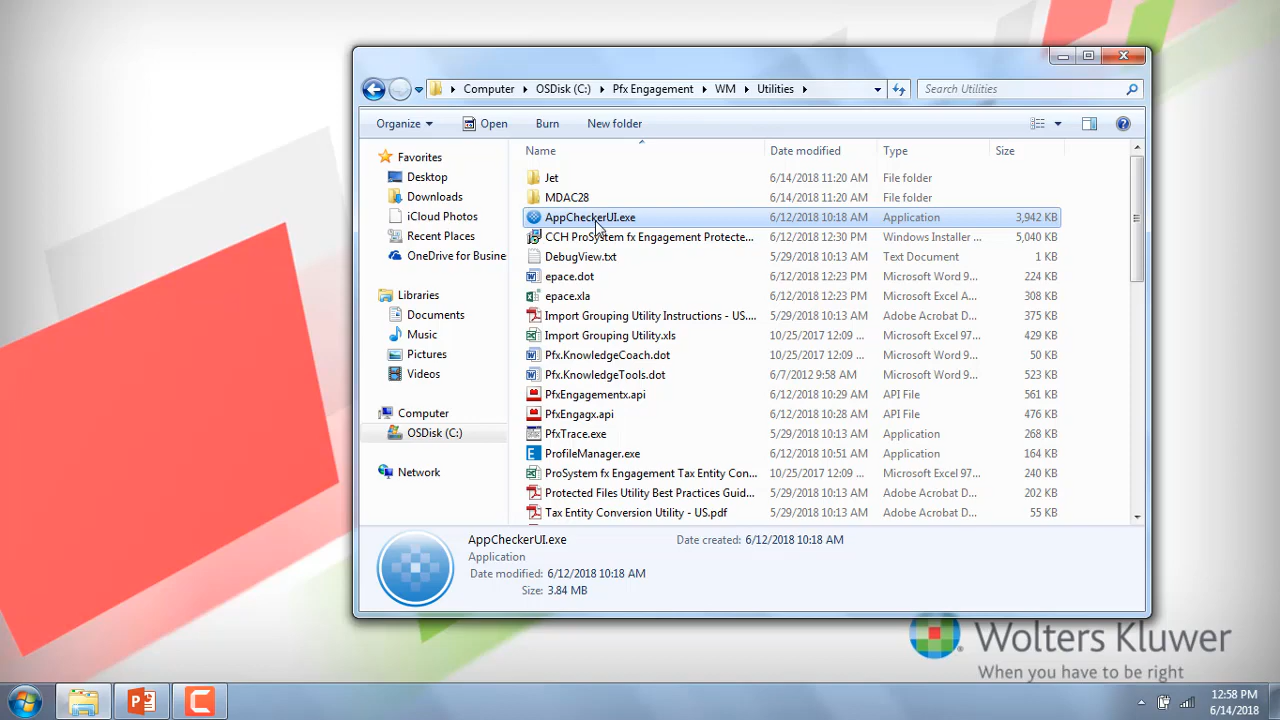 Computer OSDisk (C:) Pfx Engagement WM Utilities Search Utilities
Organize Open Burn New folder
Favorites
Desktop
Downloads
iCloud Photos
Recent Places
OneDrive for Busine
Libraries
Documents
Music
Pictures
Videos
Computer
OSDisk (C:)
Network
Name Date modified Type Size
Jet 6/14/2018 11:20 AM File folder
MDAC28 6/14/2018 11:20 AM File folder
AppCheckerUI.exe 6/12/2018 10:18 AM Application 3,942 KB
CCH ProSystem fx Engagement Protecte... 6/12/2018 12:30 PM Windows Installer ... 5,040 KB
DebugView.txt 5/29/2018 10:13 AM Text Document 1 KB
epace.dot 6/12/2018 12:23 PM Microsoft Word 9... 224 KB
epace.xla 6/12/2018 12:23 PM Microsoft Excel A... 308 KB
Import Grouping Utility Instructions - US.... 5/29/2018 10:13 AM Adobe Acrobat D... 375 KB
Import Grouping Utility.xls 10/25/2017 12:09 ... Microsoft Excel 97... 429 KB
Pfx.KnowledgeCoach.dot 10/25/2017 12:09 ... Microsoft Word 9... 50 KB
Pfx.KnowledgeTools.dot 6/7/2012 9:58 AM Microsoft Word 9... 523 KB
PfxEngagementx.api 6/12/2018 10:29 AM API File 561 KB
PfxEngagx.api 6/12/2018 10:28 AM API File 476 KB
PfxTrace.exe 5/29/2018 10:13 AM Application 268 KB
ProfileManager.exe 6/12/2018 10:51 AM Application 164 KB
ProSystem fx Engagement Tax Entity Con... 10/25/2017 12:09 ... Microsoft Excel 97... 240 KB
Protected Files Utility Best Practices Guid... 5/29/2018 10:13 AM Adobe Acrobat D... 202 KB
Tax Entity Conversion Utility - US.pdf 5/29/2018 10:13 AM Adobe Acrobat D... 55 KB
AppCheckerUI.exe Date created: 6/12/2018 10:18 AM
Application
Date modified: 6/12/2018 10:18 AM
Size: 3.84 MB
Wolters Kluwer
When you have to be right
12:58 PM
6/14/2018